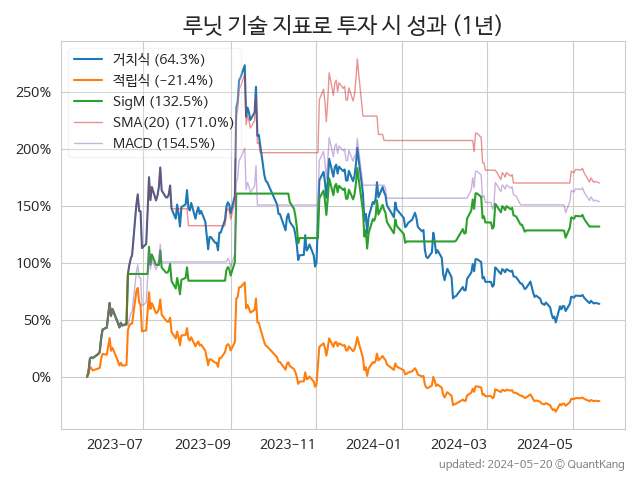 루닛 기술 지표로 투자 시 성과 (1년)
거치식 (64.3%)
적립식 (−21.4%)
SigM (132.5%)
SMA(20) (171.0%)
MACD (154.5%)
250%
200%
150%
100%
50%
0%
2023-07
2023-09
2023-11
2024-01
2024-03
2024-05
updated: 2024-05-20 © QuantKang